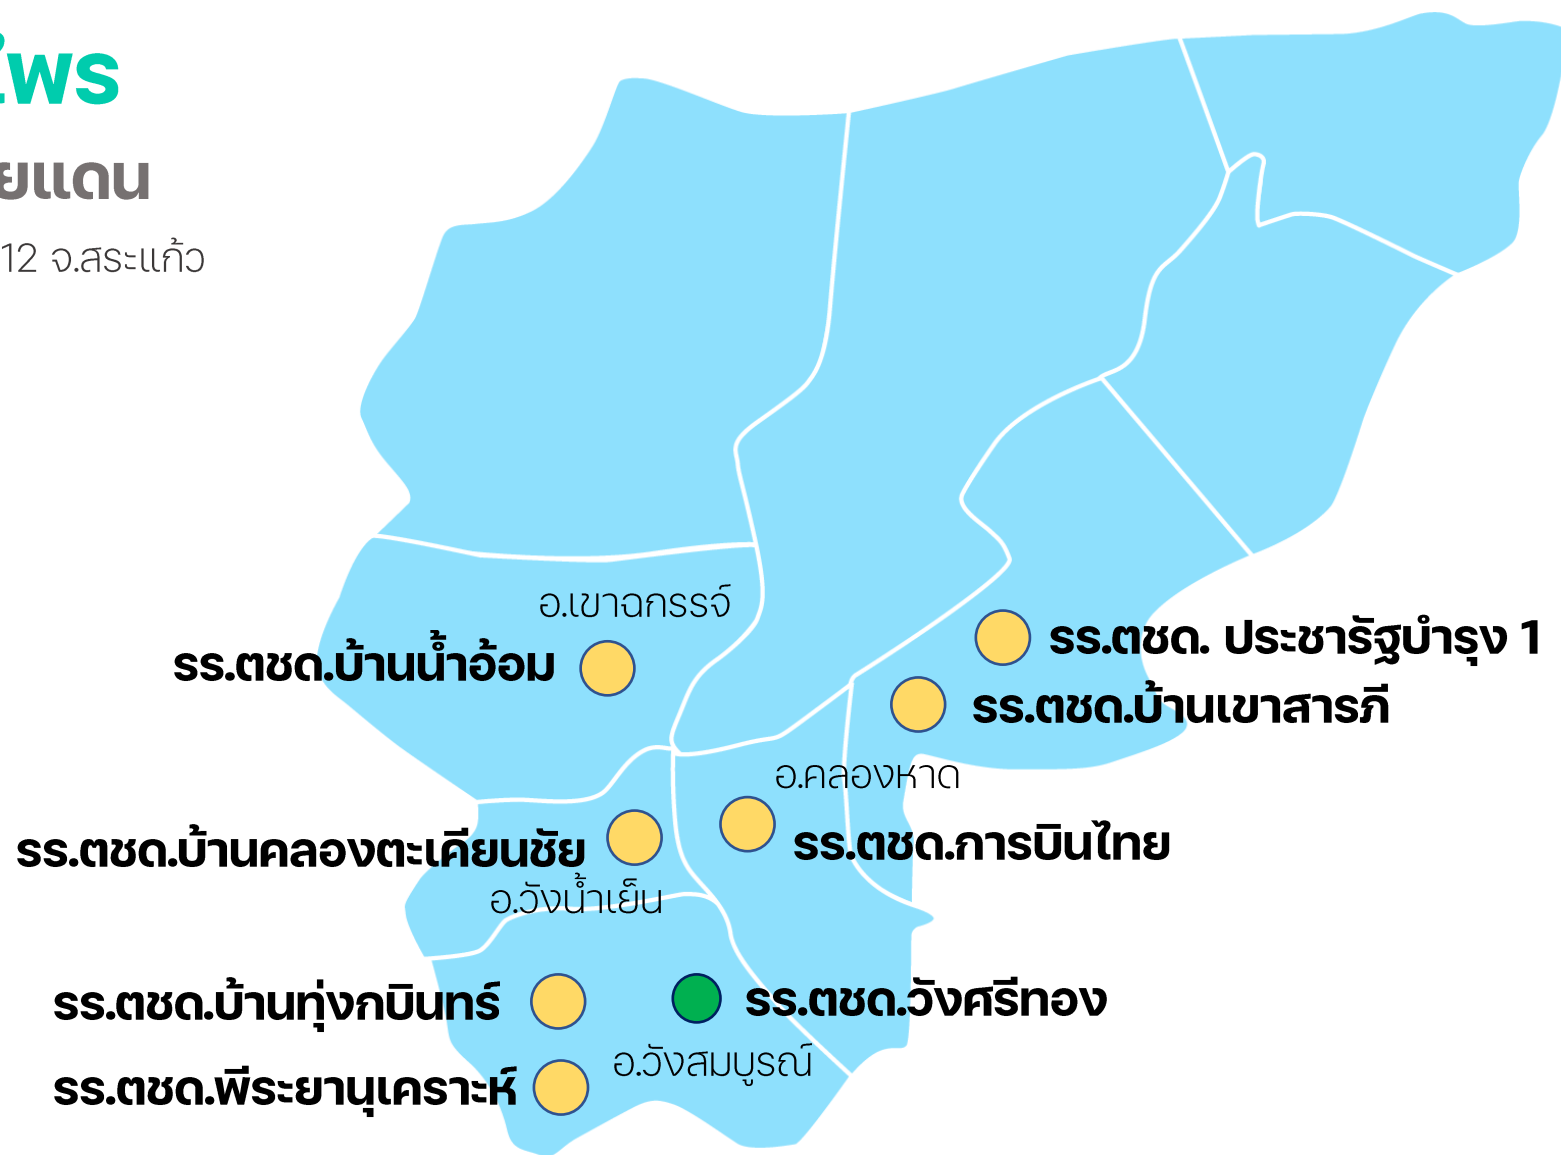 ไพร
ยแดน
12 จ.สระแก้ว
อ.เขาฉกรรจ์
รร.ตชด.บ้านน้ำอ้อม
รร.ตชด. ประชารัฐบำรุง 1
รร.ตชด.บ้านเขาสารภี
อ.คลองหาด
รร.ตชด.บ้านคลองตะเคียนชัย
รร.ตชด.การบินไทย
อ.วังน้ำเย็น
รร.ตชด.บ้านทุ่งกบินทร์
รร.ตชด.วังศรีทอง
อ.วังสมบูรณ์
รร.ตชด.พีระยานุเคราะห์